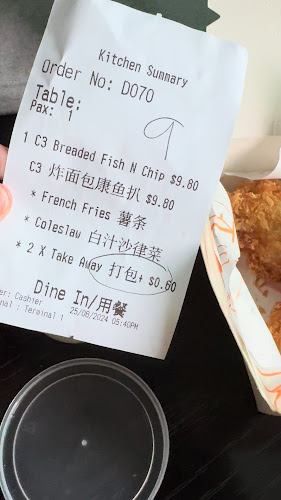 Kitchen Summary
Order No: D070
Table:
Pax: 1
9
1 C3 Breaded Fish N Chip $9.80
C3 炸面包康鱼扒 $9.80
* French Fries 薯条
* Coleslaw 白汁沙律菜
* 2 X Take Away 打包+ $0.60
Dine In/用餐
er: Cashier
nal : Terminal 1 25/08/2024 05:40PM